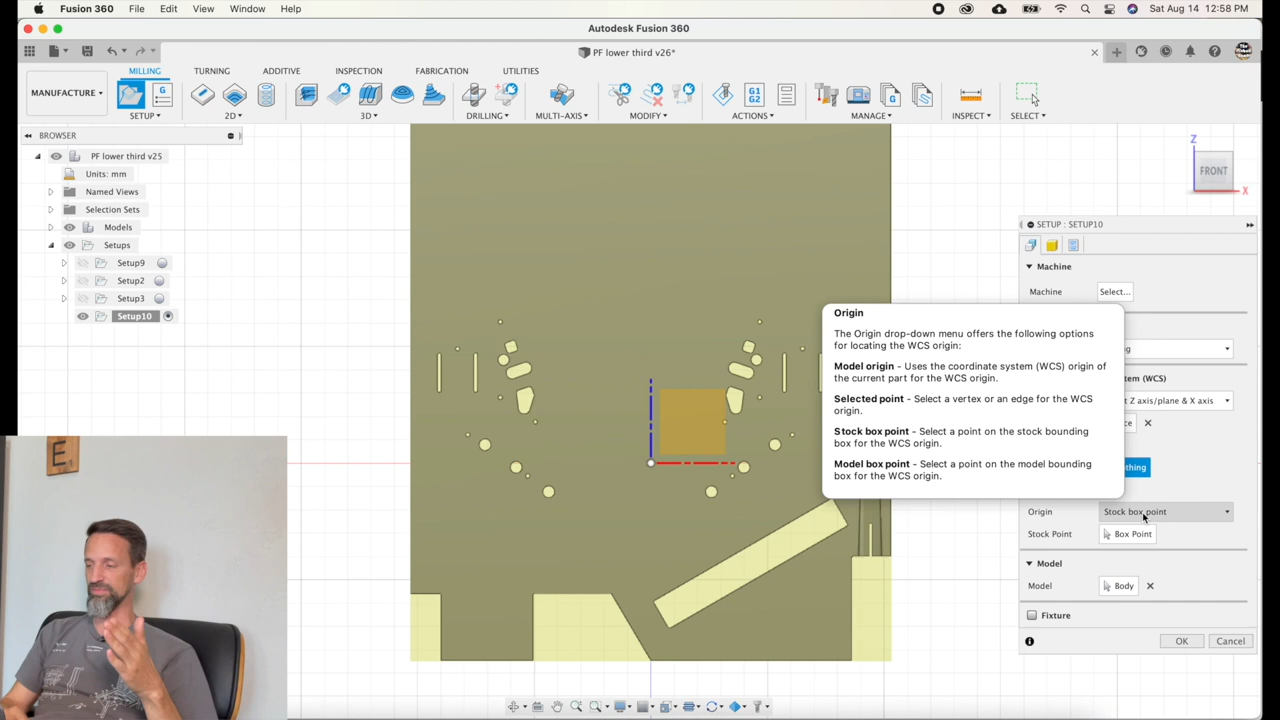 Fusion 360 File Edit View Window Help Sat Aug 14 12:58 PM
Autodesk Fusion 360
PF lower third v26*
MILLING TURNING ADDITIVE INSPECTION FABRICATION UTILITIES
MANUFACTURE
G
G1
G2
G
SETUP 2D 3D DRILLING MULTI-AXIS MODIFY ACTIONS MANAGE INSPECT SELECT
BROWSER
PF lower third v25
Units: mm
Named Views
Selection Sets
Models
Setups
Setup9
Setup2
Setup3
Setup10
Z
FRONT
X
SETUP : SETUP10
Machine
Machine Select...
Origin
The Origin drop-down menu offers the following options
for locating the WCS origin:
Model origin - Uses the coordinate system (WCS) origin of
the current part for the WCS origin.
Selected point - Select a vertex or an edge for the WCS
origin.
Stock box point - Select a point on the stock bounding
box for the WCS origin.
Model box point - Select a point on the model bounding
box for the WCS origin.
ng
stem (WCS)
t Z axis/plane & X axis
ce
thing
Origin Stock box point
Stock Point Box Point
Model
Model Body
Fixture
OK Cancel
E